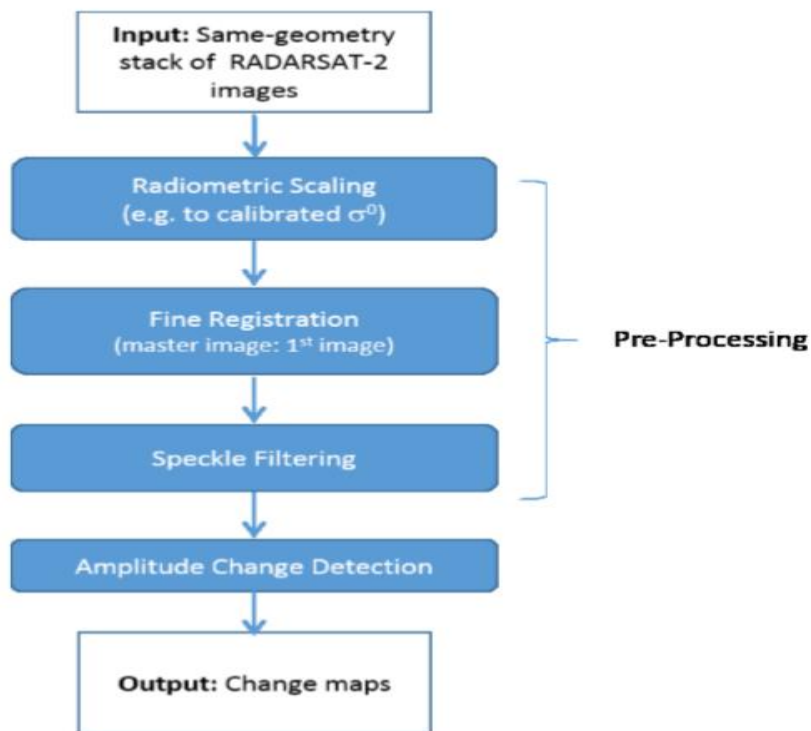 Input: Same-geometry
stack of RADARSAT-2
images
Radiometric Scaling
(e.g. to calibrated σ⁰)
Fine Registration
(master image: 1st image)
Pre-Processing
Speckle Filtering
Amplitude Change Detection
Output: Change maps